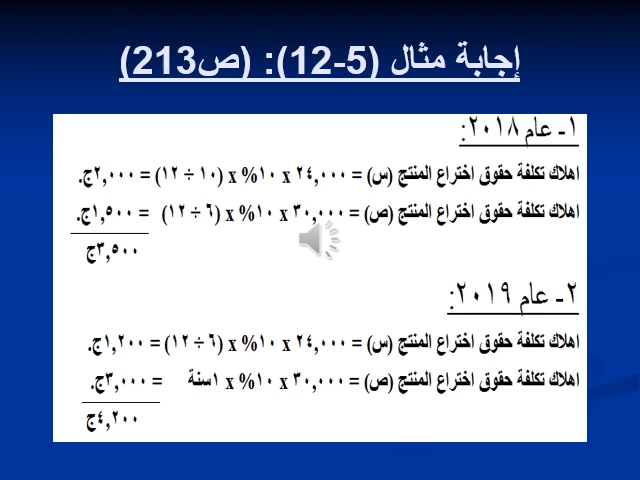 إجابة مثال (5-12): (ص213)
١- عام ٢٠١٨:
اهلاك تكلفة حقوق اختراع المنتج (س) = ٢٤,٠٠٠ x ١٠% x (١٠ ÷ ١٢) = ٢,٠٠٠ج.
اهلاك تكلفة حقوق اختراع المنتج (ص) = ٣٠,٠٠٠ x ١٠% x (٦ ÷ ١٢) = ١,٥٠٠ج.
٣,٥٠٠ج
٢- عام ٢٠١٩:
اهلاك تكلفة حقوق اختراع المنتج (س) = ٢٤,٠٠٠ x ١٠% x (٦ ÷ ١٢) = ١,٢٠٠ج.
اهلاك تكلفة حقوق اختراع المنتج (ص) = ٣٠,٠٠٠ x ١٠% x ١سنة = ٣,٠٠٠ج.
٤,٢٠٠ج